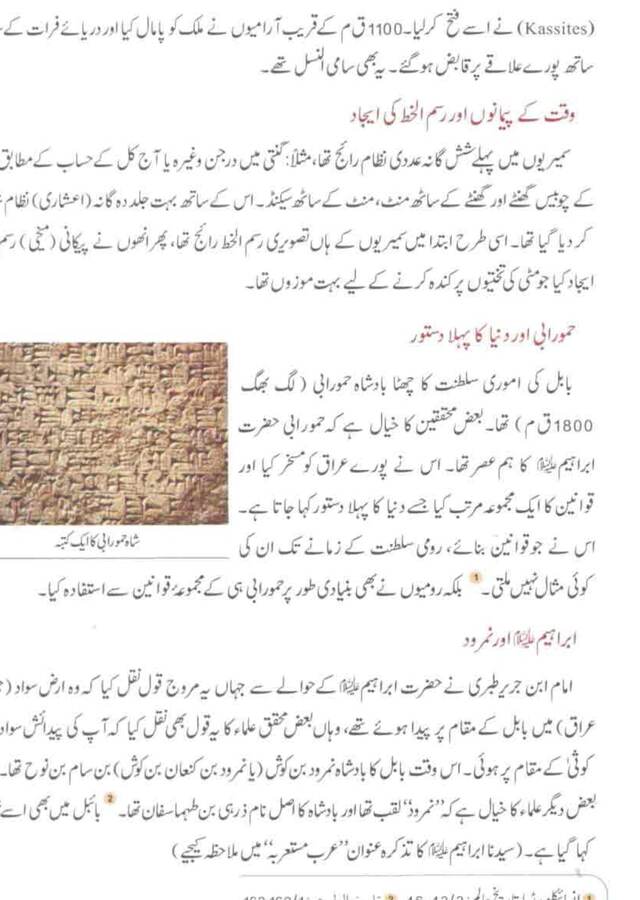 (Kassites) نے اسے فتح کرلیا۔ 1100 ق م کے قریب آرامیوں نے ملک کو پامال کیا اور دریائے فرات کے
ساتھ پورے علاقے پر قابض ہوگئے۔ یہ بھی سامی النسل تھے۔
وقت کے پیمانوں اور رسم الخط کی ایجاد
سمیریوں میں پہلے شش گانہ عددی نظام رائج تھا، مثلاً: گنتی میں درجن وغیرہ یا آج کل کے حساب کے مطابق
کے چوبیس گھنٹے اور گھنٹے کے ساٹھ منٹ، منٹ کے ساٹھ سیکنڈ۔ اس کے ساتھ بہت جلد دہ گانہ (اعشاری) نظام
کر دیا گیا تھا۔ اسی طرح ابتدا میں سمیریوں کے ہاں تصویری رسم الخط رائج تھا، پھر انھوں نے پیکانی (میخی) رسم
ایجاد کیا جو مٹی کی تختیوں پر کندہ کرنے کے لیے بہت موزوں تھا۔
حمورابی اور دنیا کا پہلا دستور
بابل کی اموری سلطنت کا چھٹا بادشاہ حمورابی (لگ بھگ
1800 ق م) تھا۔ بعض محققین کا خیال ہے کہ حمورابی حضرت
ابراہیم علیہ السلام کا ہم عصر تھا۔ اس نے پورے عراق کو مسخر کیا اور
قوانین کا ایک مجموعہ مرتب کیا جسے دنیا کا پہلا دستور کہا جاتا ہے۔
اس نے جو قوانین بنائے، رومی سلطنت کے زمانے تک ان کی
شاہ حمورابی کا ایک کتبہ
کوئی مثال نہیں ملتی۔ 1 بلکہ رومیوں نے بھی بنیادی طور پر حمورابی ہی کے مجموعۂ قوانین سے استفادہ کیا۔
ابراہیم علیہ السلام اور نمرود
امام ابن جریر طبری نے حضرت ابراہیم علیہ السلام کے حوالے سے جہاں یہ مروج قول نقل کیا کہ وہ ارض سواد
عراق) میں بابل کے مقام پر پیدا ہوئے تھے، وہاں بعض محقق علماء کا یہ قول بھی نقل کیا کہ آپ کی پیدائش سواد
کوثیٰ کے مقام پر ہوئی۔ اس وقت بابل کا بادشاہ نمرود بن کوش (یا نمرود بن کنعان بن کوش) بن سام بن نوح تھا۔
بعض دیگر علماء کا خیال ہے کہ ”نمرود“ لقب تھا اور بادشاہ کا اصل نام زرہی بن طہماسفان تھا۔ 2 بائبل میں بھی اسے
کہا گیا ہے۔ (سیدنا ابراہیم علیہ السلام کا تذکرہ عنوان ”عرب مستعربہ“ میں ملاحظہ کیجیے)